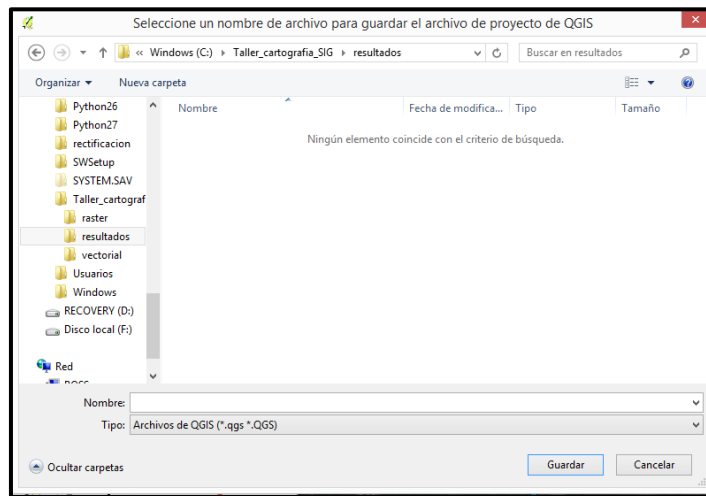 Seleccione un nombre de archivo para guardar el archivo de proyecto de QGIS
« Windows (C:) Taller_cartografia_SIG resultados
Buscar en resultados
Organizar Nueva carpeta
Nombre Fecha de modifica... Tipo Tamaño
Ningún elemento coincide con el criterio de búsqueda.
Python26
Python27
rectificacion
SWSetup
SYSTEM.SAV
Taller_cartograf
raster
resultados
vectorial
Usuarios
Windows
RECOVERY (D:)
Disco local (F:)
Red
Nombre:
Tipo: Archivos de QGIS (*.qgs *.QGS)
Ocultar carpetas
Guardar Cancelar